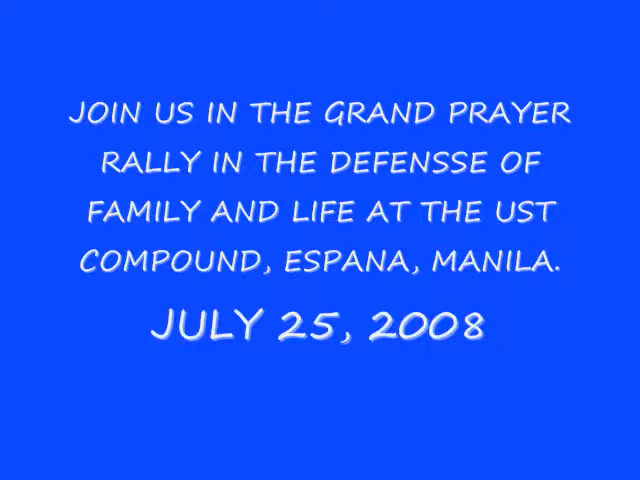 JOIN US IN THE GRAND PRAYER
RALLY IN THE DEFENSSE OF
FAMILY AND LIFE AT THE UST
COMPOUND, ESPANA, MANILA.
JULY 25, 2008